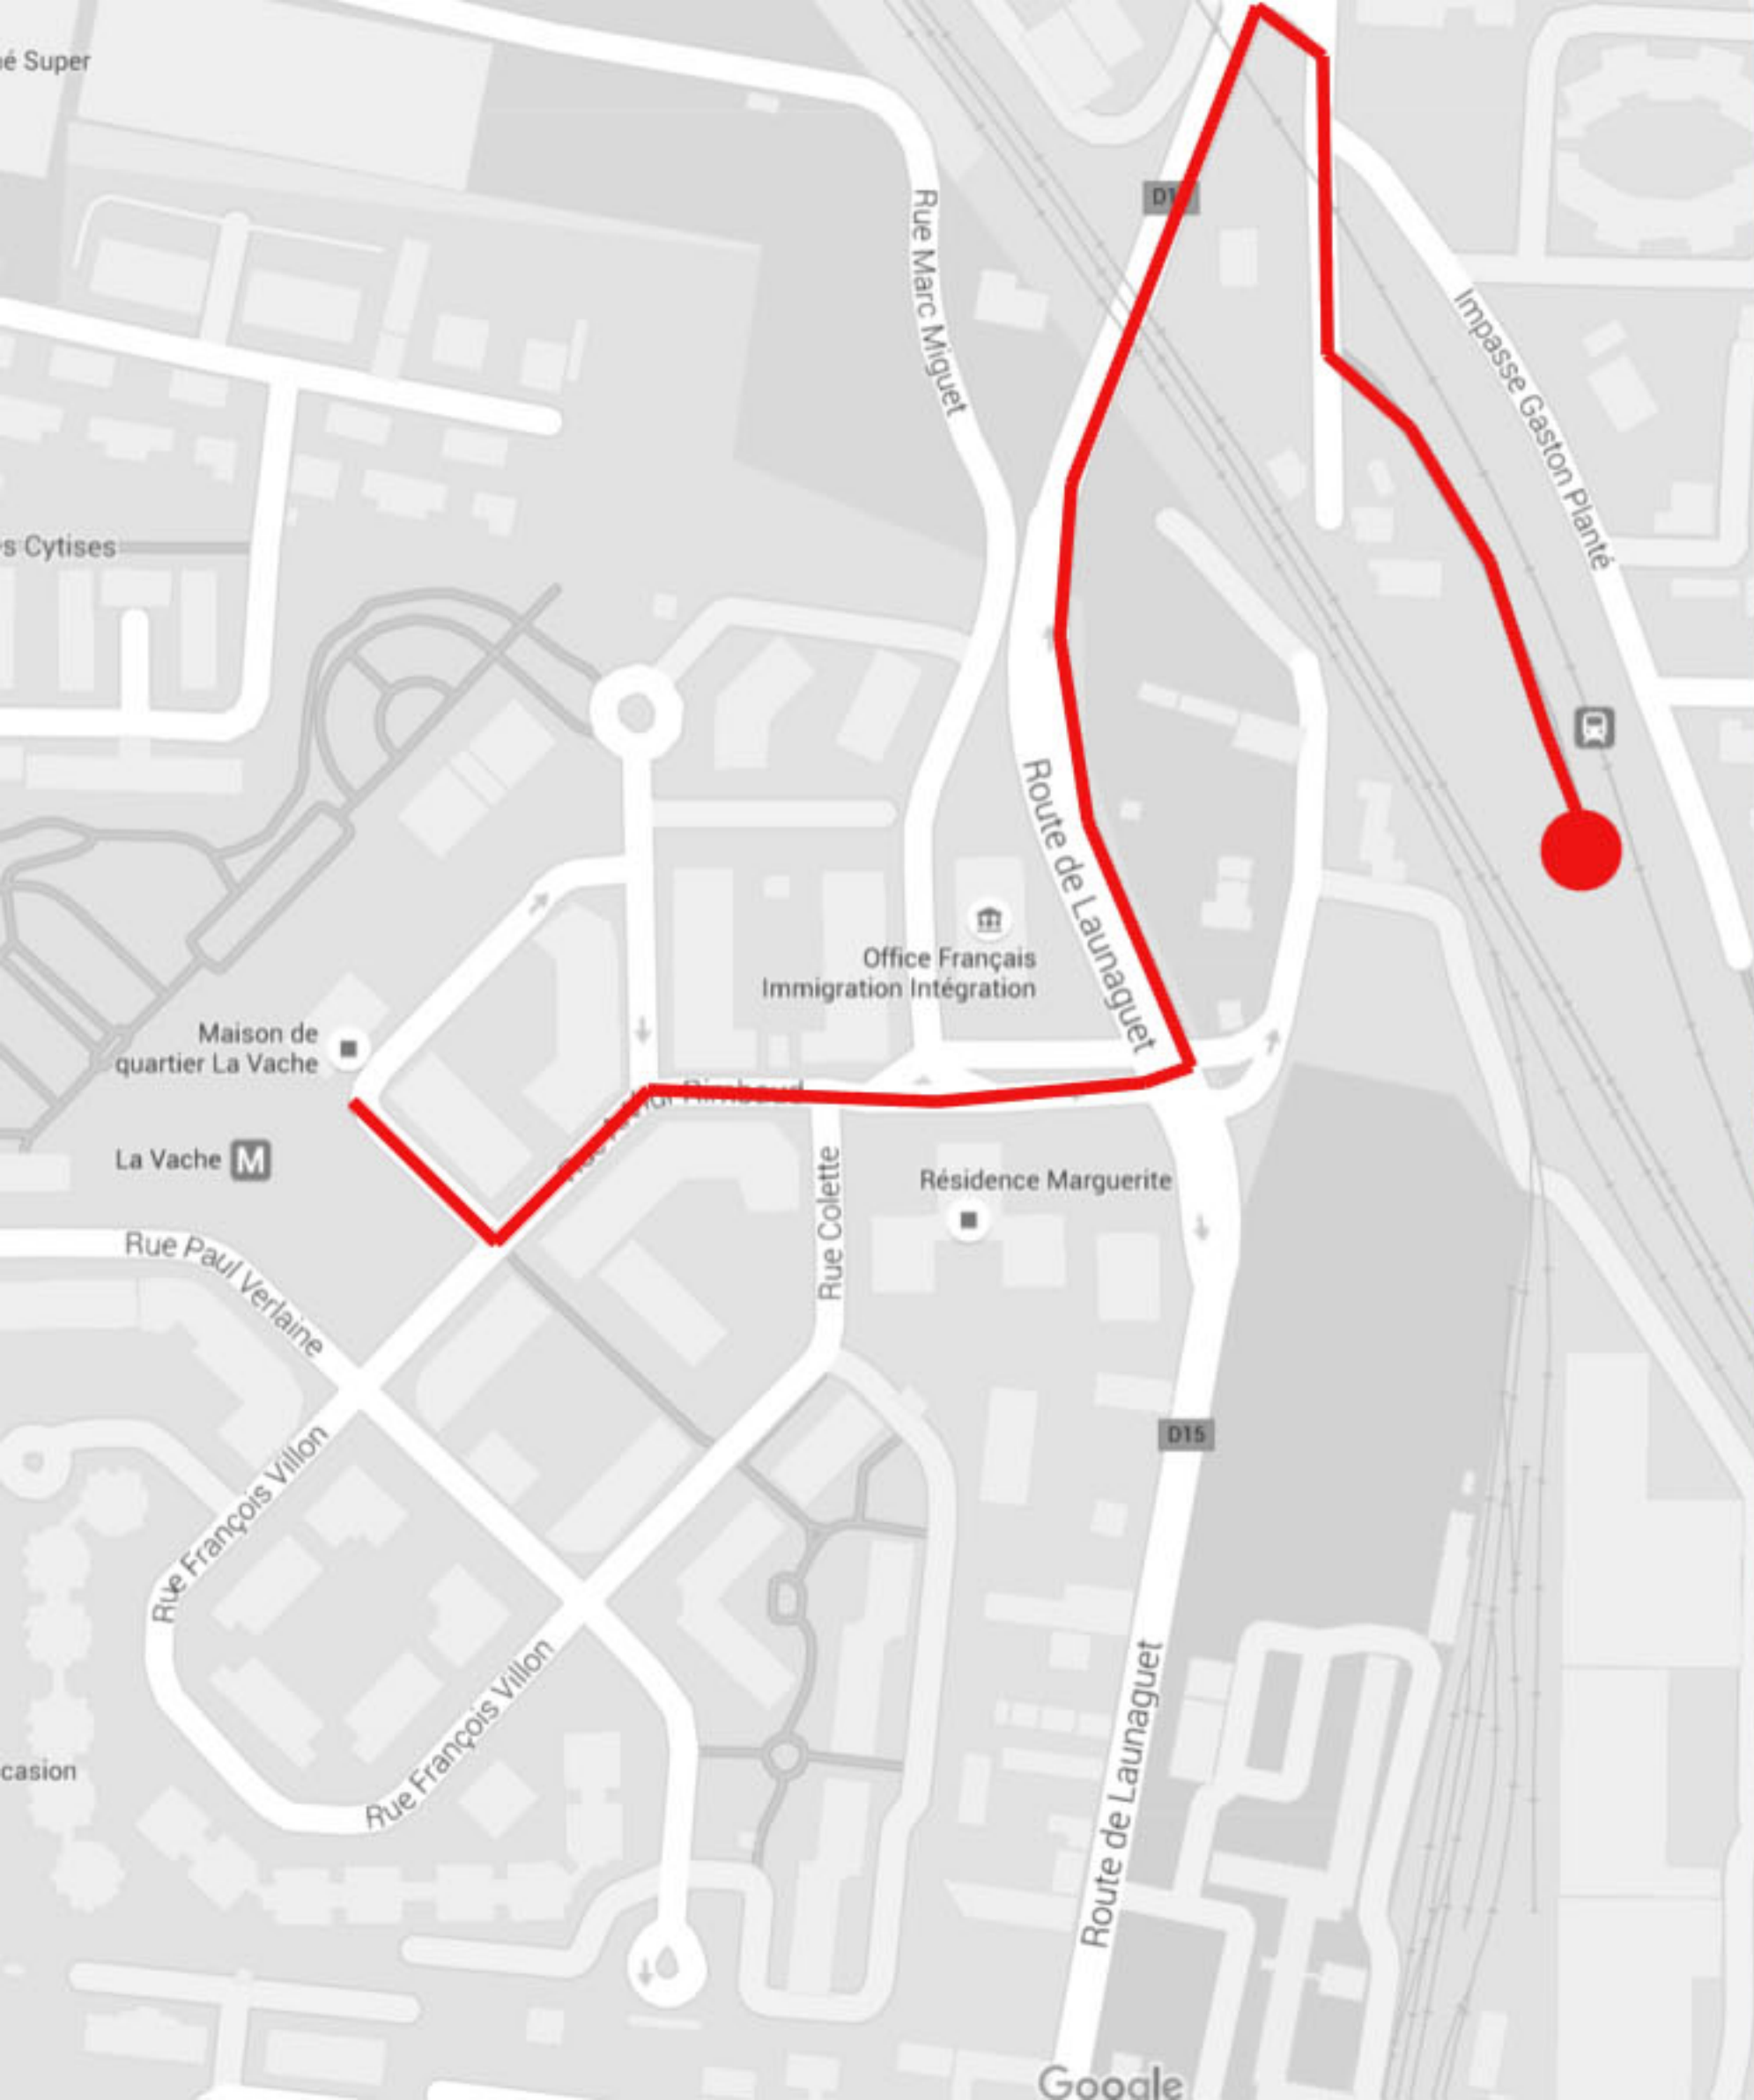 é Super
Rue Marc Miguet
Impasse Gaston Planté
s Cytises
Route de Launaguet
Office Français
Immigration Intégration
Maison de
quartier La Vache
La Vache M
Rimbaud
Rue Colette
Résidence Marguerite
Rue Paul Verlaine
D15
Rue François Villon
Rue François Villon
Route de Launaguet
casion
Google